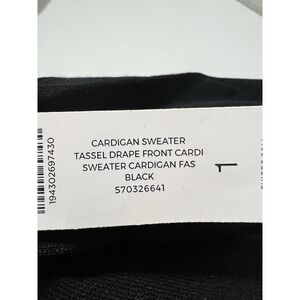 CARDIGAN SWEATER
TASSEL DRAPE FRONT CARDI
SWEATER CARDIGAN FAS
BLACK
570326641
194302697430
1